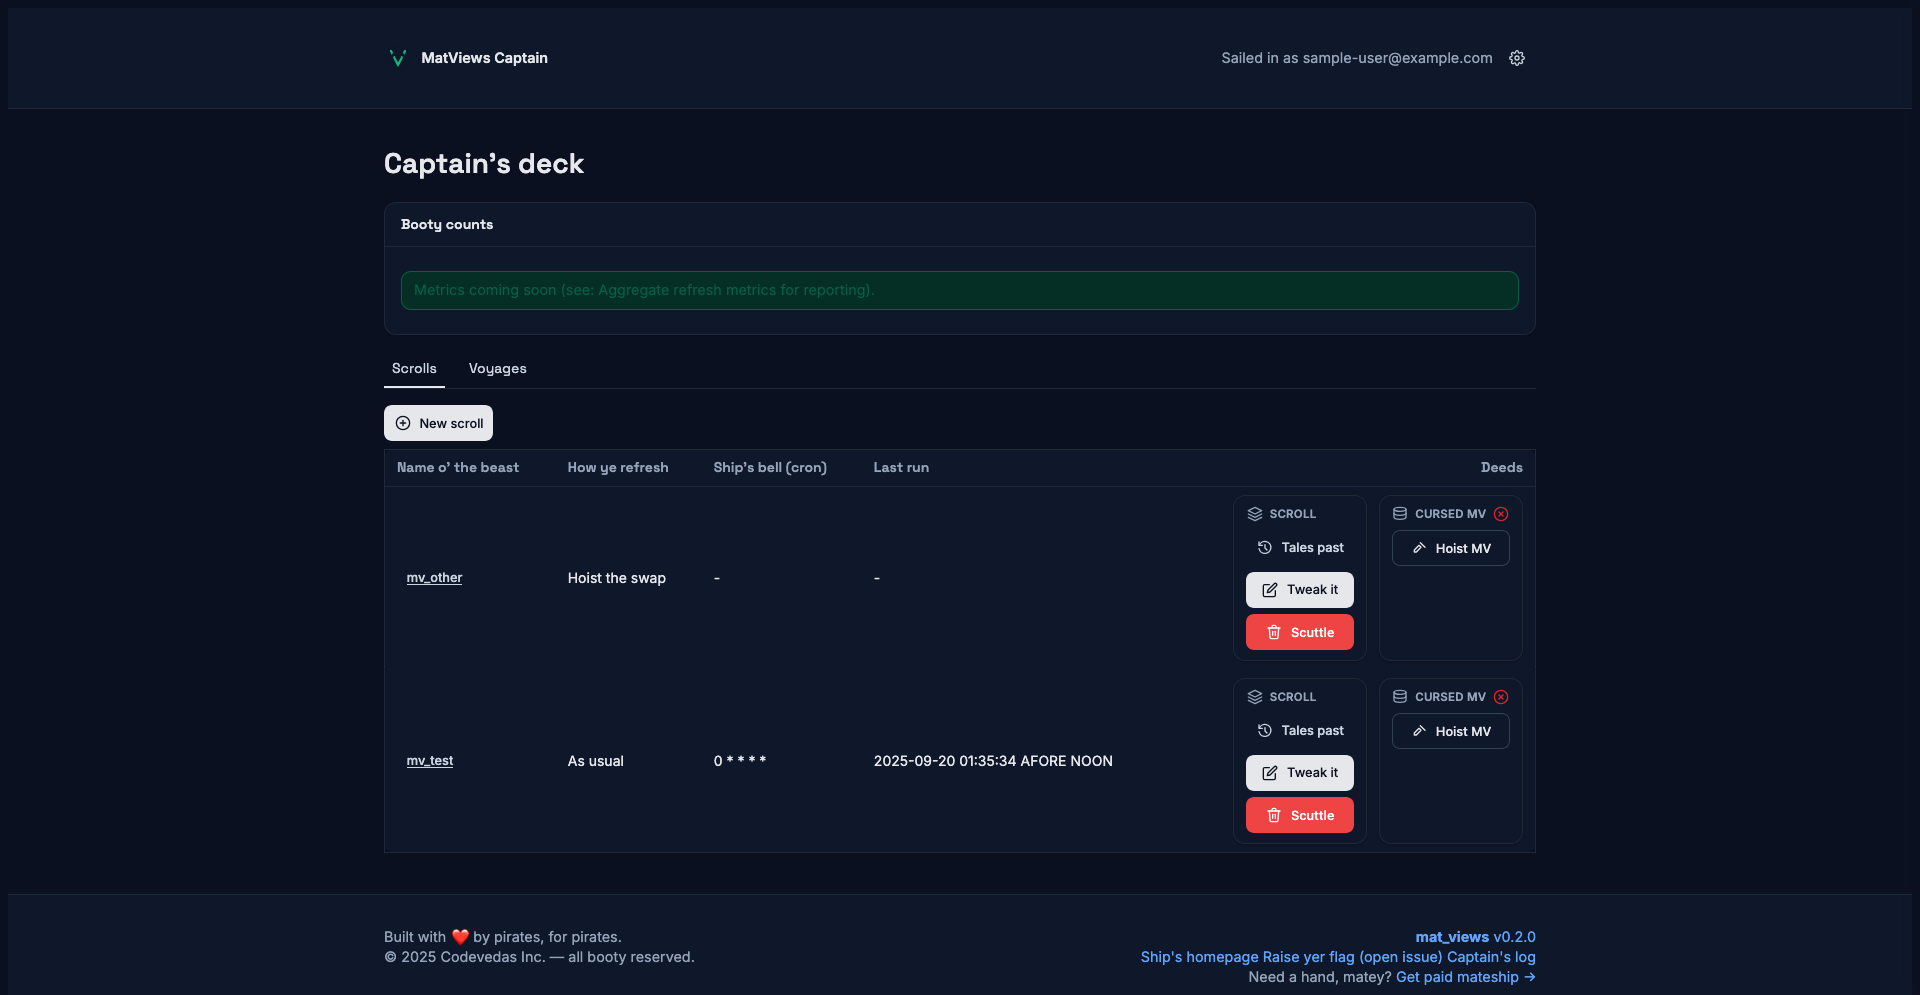 MatViews Captain
Sailed in as sample-user@example.com
Captain's deck
Booty counts
Metrics coming soon (see: Aggregate refresh metrics for reporting).
Scrolls Voyages
New scroll
Name o' the beast How ye refresh Ship's bell (cron) Last run Deeds
SCROLL CURSED MV
Tales past Hoist MV
mv_other Hoist the swap - -
Tweak it
Scuttle
SCROLL CURSED MV
Tales past Hoist MV
mv_test As usual 0 * * * * 2025-09-20 01:35:34 AFORE NOON
Tweak it
Scuttle
Built with ❤️ by pirates, for pirates.
© 2025 Codevedas Inc. — all booty reserved.
mat_views v0.2.0
Ship's homepage Raise yer flag (open issue) Captain's log
Need a hand, matey? Get paid mateship →